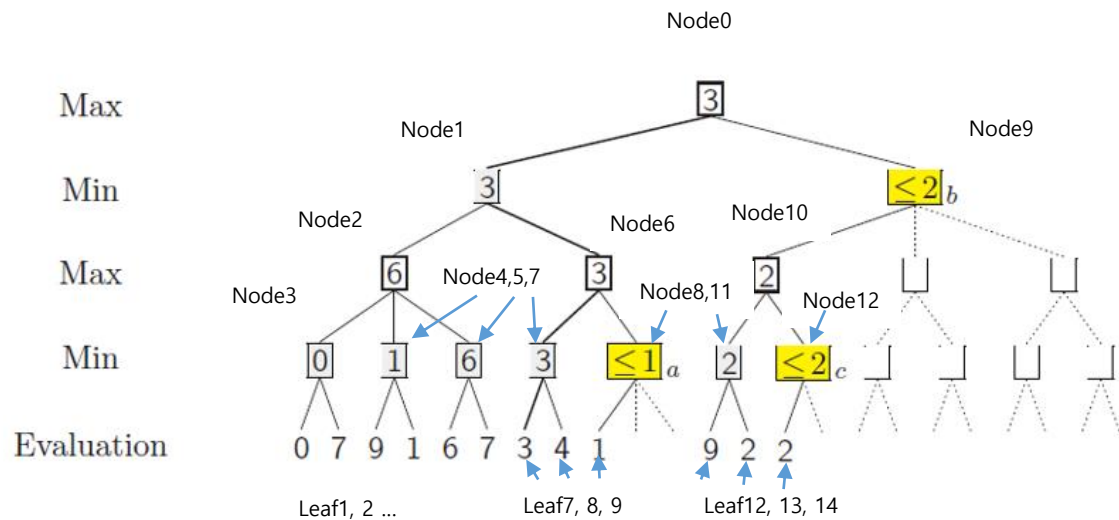 Node0
Max
3
Node1
Node9
Min
3
≤ 2 b
Node2
Node6
Node10
Max
6
Node4,5,7
3
Node8,11
2
Node12
Node3
Min
0
1
6
3
≤ 1 a
2
≤ 2 c
Evaluation
0 7 9 1 6 7 3 4 1 9 2 2
Leaf1, 2 ...
Leaf7, 8, 9
Leaf12, 13, 14